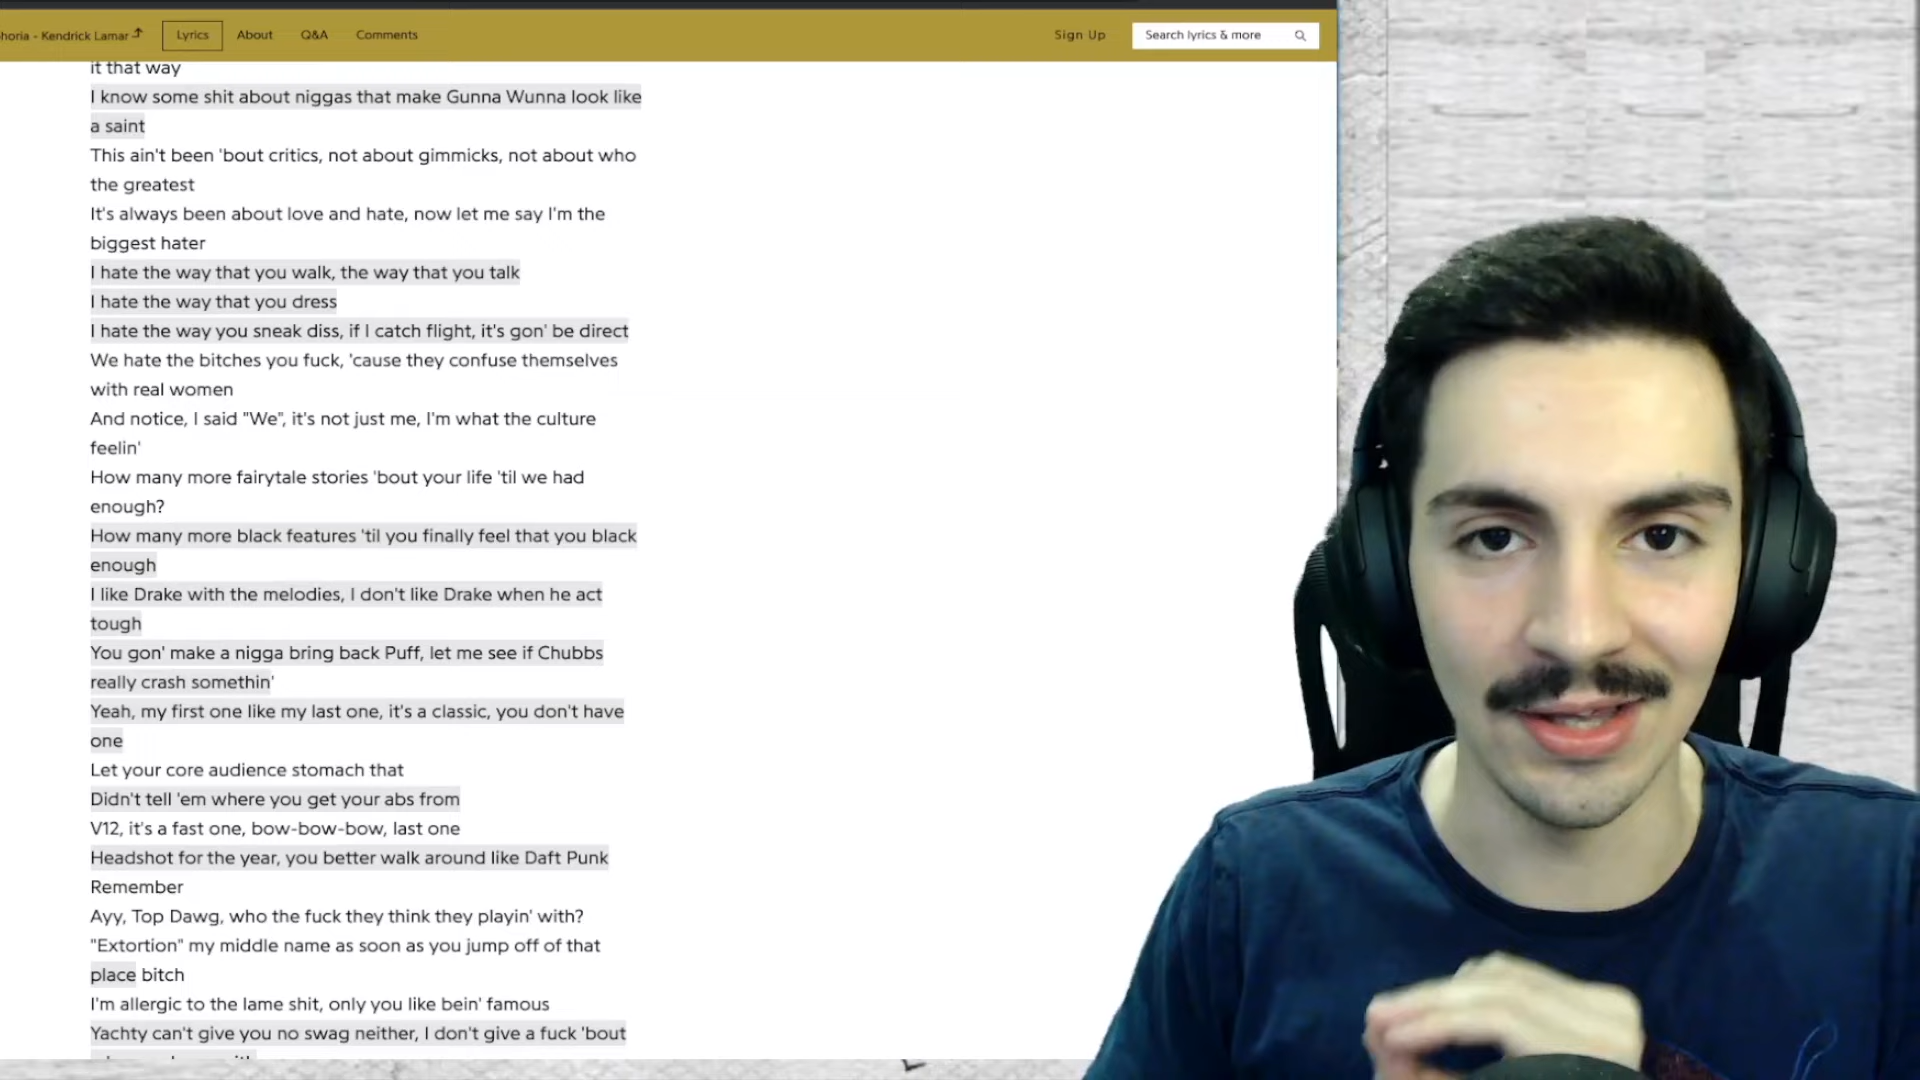 horia - Kendrick Lamar
Lyrics
About
Q&A
Comments
Sign Up
Search lyrics & more
it that way
I know some shit about niggas that make Gunna Wunna look like
a saint
This ain't been 'bout critics, not about gimmicks, not about who
the greatest
It's always been about love and hate, now let me say I'm the
biggest hater
I hate the way that you walk, the way that you talk
I hate the way that you dress
I hate the way you sneak diss, if I catch flight, it's gon' be direct
We hate the bitches you fuck, 'cause they confuse themselves
with real women
And notice, I said "We", it's not just me, I'm what the culture
feelin'
How many more fairytale stories 'bout your life 'til we had
enough?
How many more black features 'til you finally feel that you black
enough
I like Drake with the melodies, I don't like Drake when he act
tough
You gon' make a nigga bring back Puff, let me see if Chubbs
really crash somethin'
Yeah, my first one like my last one, it's a classic, you don't have
one
Let your core audience stomach that
Didn't tell 'em where you get your abs from
V12, it's a fast one, bow-bow-bow, last one
Headshot for the year, you better walk around like Daft Punk
Remember
Ayy, Top Dawg, who the fuck they think they playin' with?
"Extortion" my middle name as soon as you jump off of that
place bitch
I'm allergic to the lame shit, only you like bein' famous
Yachty can't give you no swag neither, I don't give a fuck 'bout